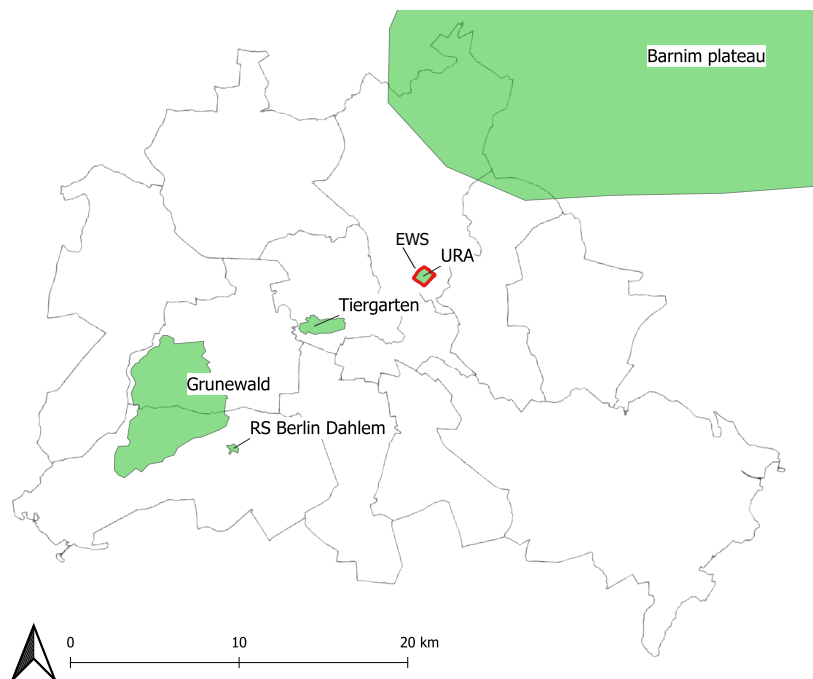 Barnim plateau
EWS
URA
Tiergarten
Grunewald
RS Berlin Dahlem
0 10 20 km